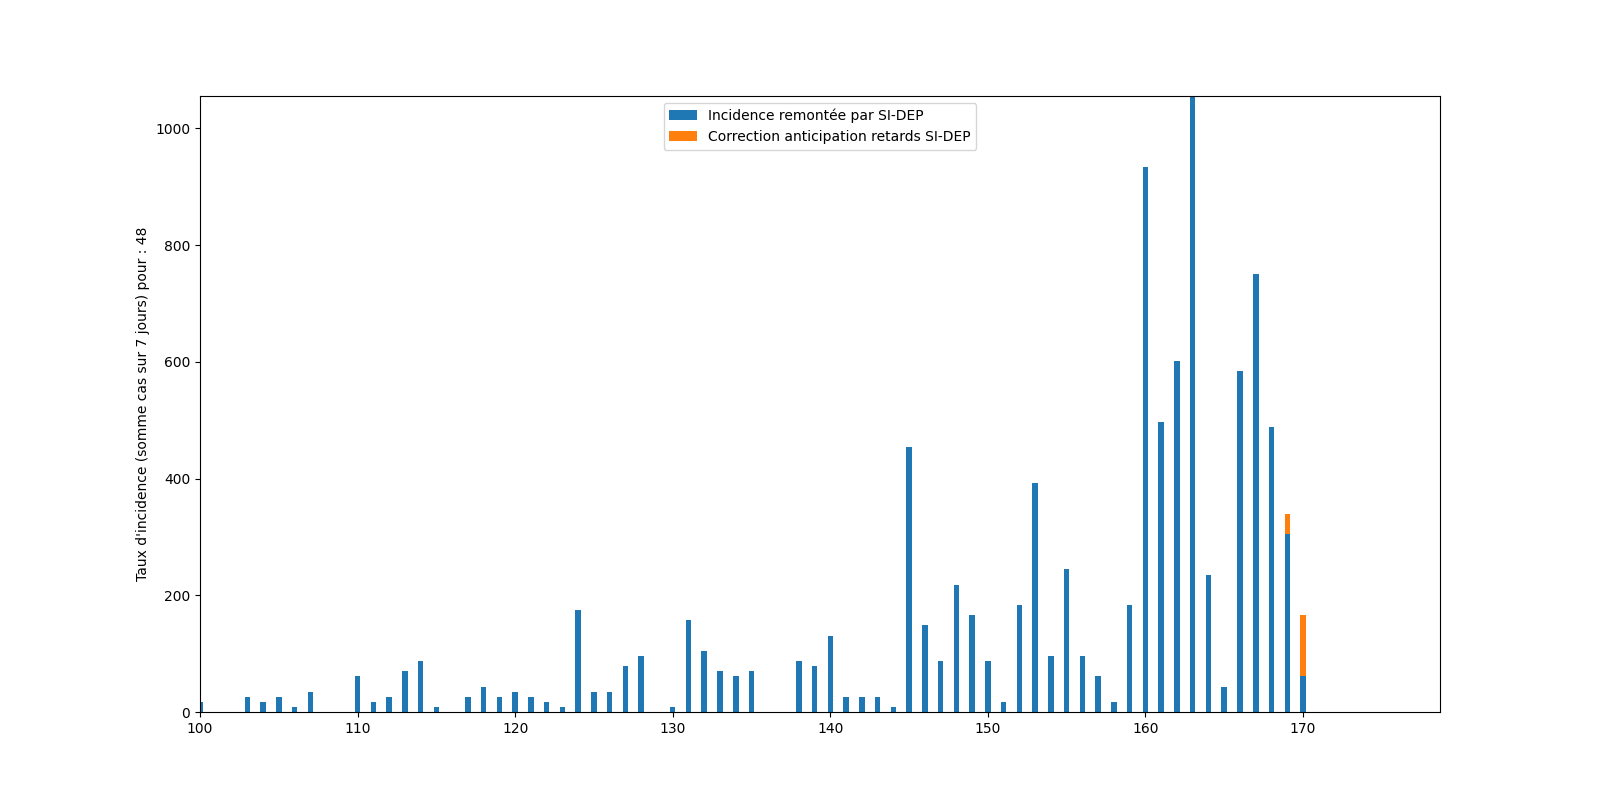 Incidence remontée par SI-DEP
Correction anticipation retards SI-DEP
Taux d'incidence (somme cas sur 7 jours) pour : 48
1000
800
600
400
200
0
100 110 120 130 140 150 160 170